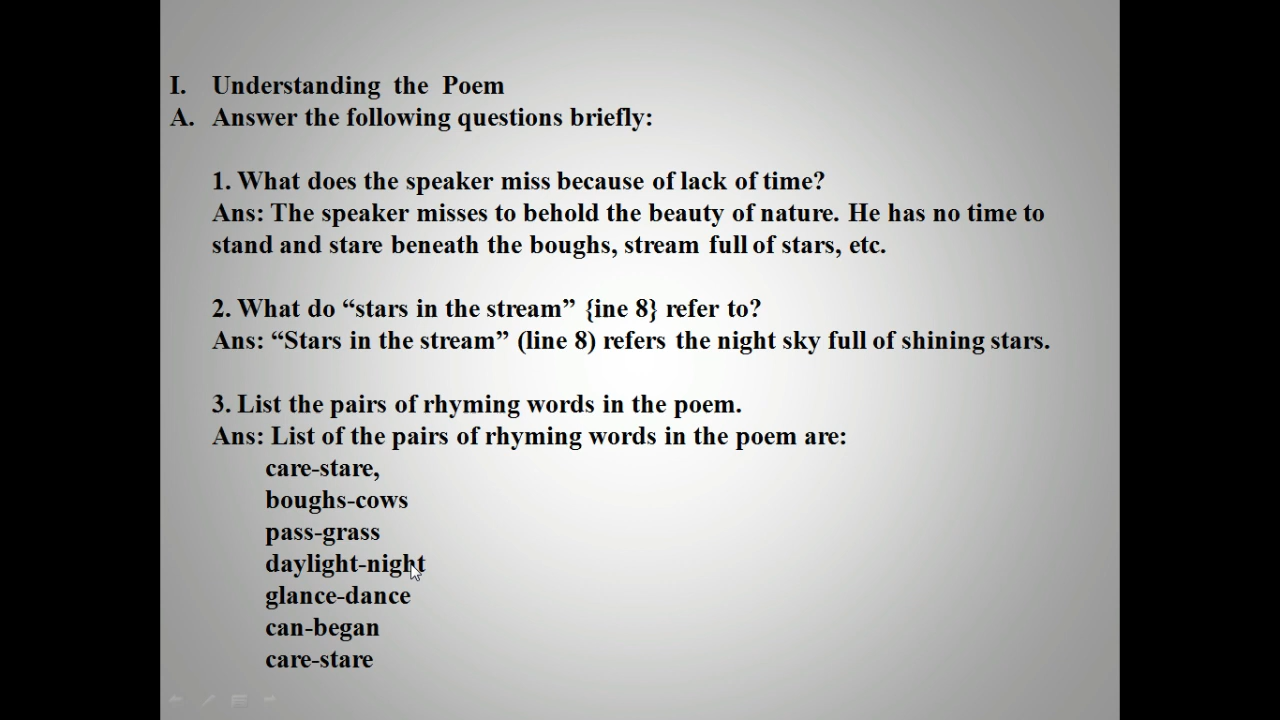 I. Understanding the Poem
A. Answer the following questions briefly:
1. What does the speaker miss because of lack of time?
Ans: The speaker misses to behold the beauty of nature. He has no time to
stand and stare beneath the boughs, stream full of stars, etc.
2. What do “stars in the stream” {ine 8} refer to?
Ans: “Stars in the stream” (line 8) refers the night sky full of shining stars.
3. List the pairs of rhyming words in the poem.
Ans: List of the pairs of rhyming words in the poem are:
care-stare,
boughs-cows
pass-grass
daylight-night
glance-dance
can-began
care-stare